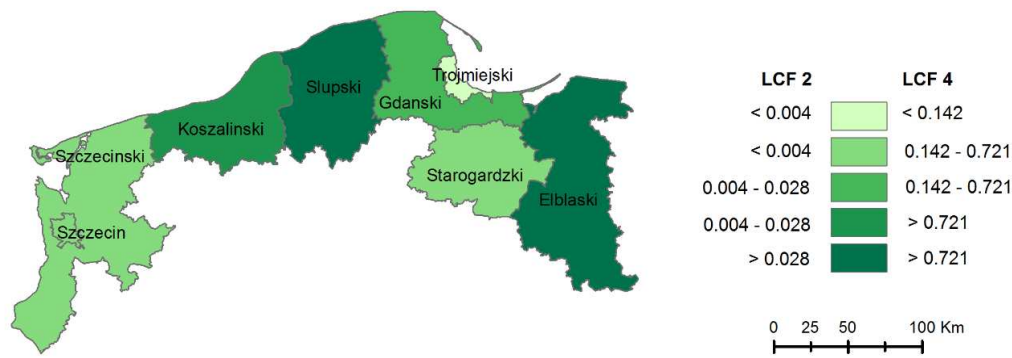 Trojmiejski
Slupski
Gdanski
Koszalinski
Szczecinski
Starogardzki
Elblaski
Szczecin
LCF 2 LCF 4
< 0.004 < 0.142
< 0.004 0.142 - 0.721
0.004 - 0.028 0.142 - 0.721
0.004 - 0.028 > 0.721
> 0.028 > 0.721
0 25 50 100 Km